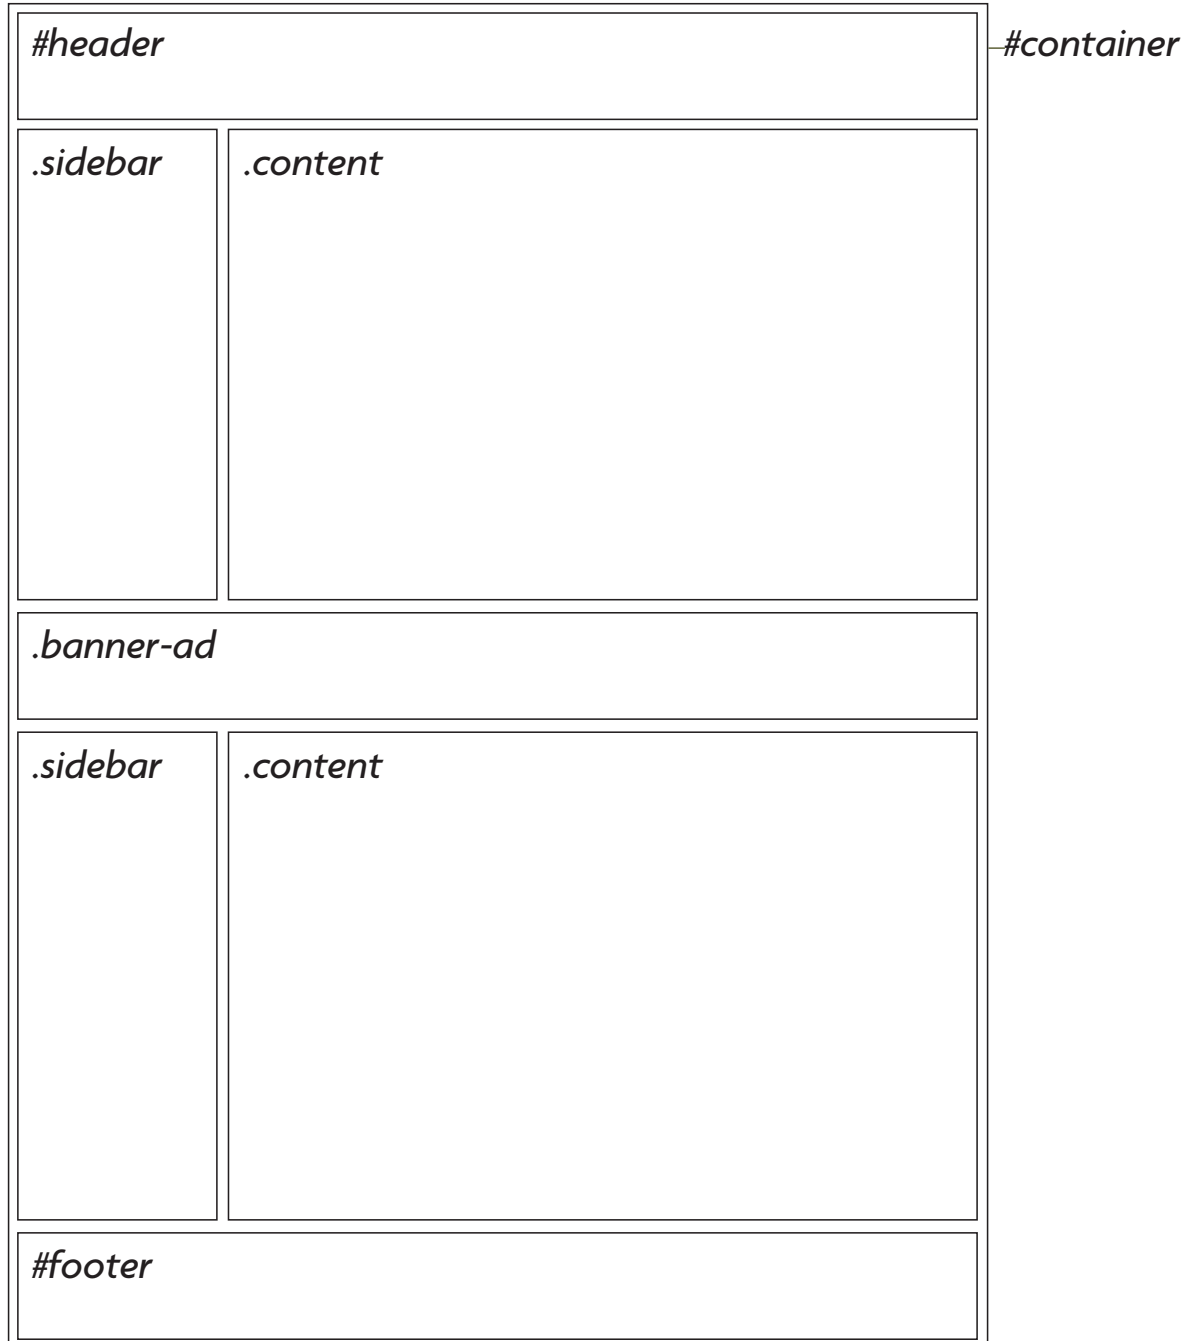 #header
#container
.sidebar
.content
.banner-ad
.sidebar
.content
#footer